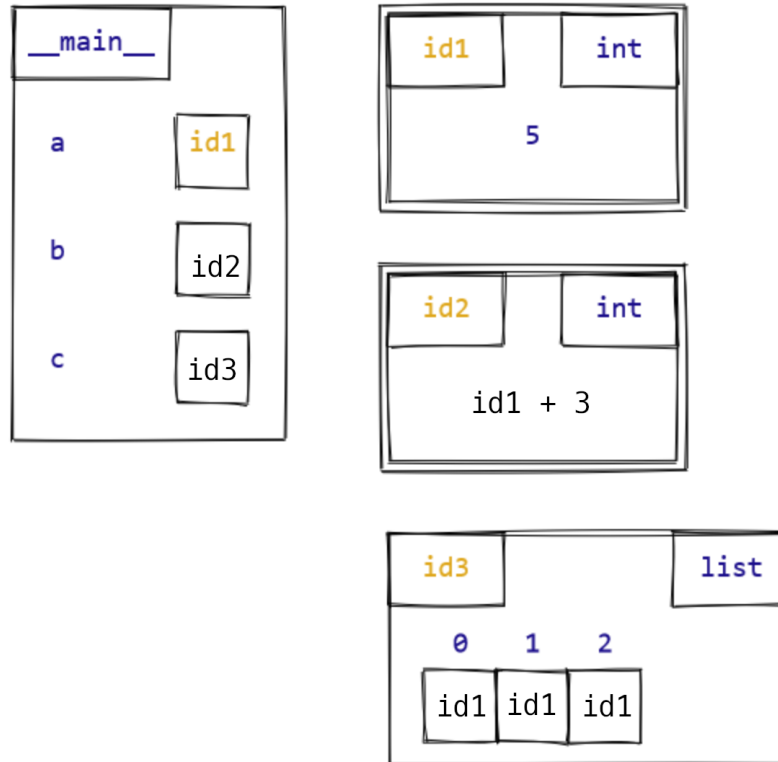 __main__
a id1
b id2
c id3
id1 int
5
id2 int
id1 + 3
id3 list
0 1 2
id1 id1 id1